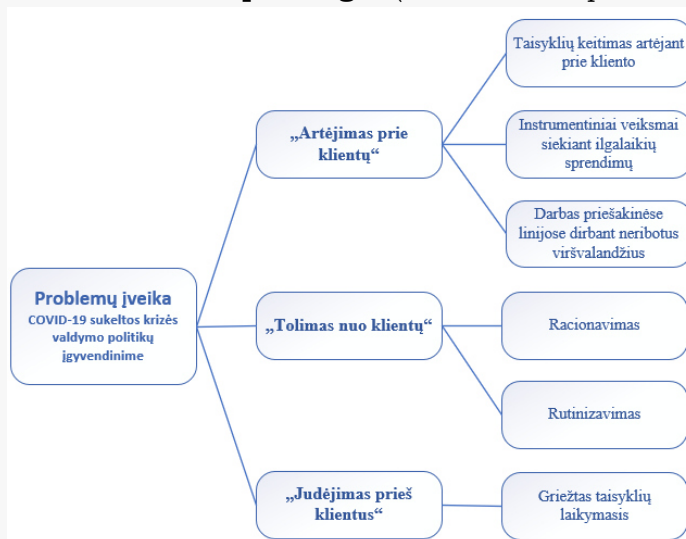 Taisyklių keitimas artėjant
prie kliento
„Artėjimas prie
klientų“
Instrumentiniai veiksmai
siekiant ilgalaikių
sprendimų
Darbas priešakinėse
linijose dirbant neribotus
viršvalandžius
Problemų įveika
COVID-19 sukeltos krizės
valdymo politikų
įgyvendinime
„Tolimas nuo klientų“
Racionavimas
Rutinizavimas
„Judėjimas prieš
klientus“
Griežtas taisyklių
laikymasis